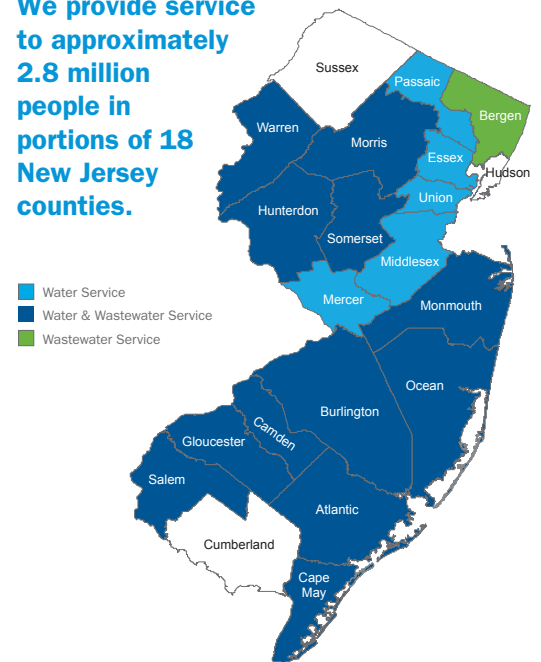 We provide service
to approximately
2.8 million
people in
portions of 18
New Jersey
counties.
Sussex
Passaic
Bergen
Warren
Morris
Essex
Hudson
Union
Hunterdon
Somerset
Middlesex
Mercer
Monmouth
Water Service
Water & Wastewater Service
Wastewater Service
Ocean
Burlington
Camden
Gloucester
Salem
Atlantic
Cumberland
Cape
May